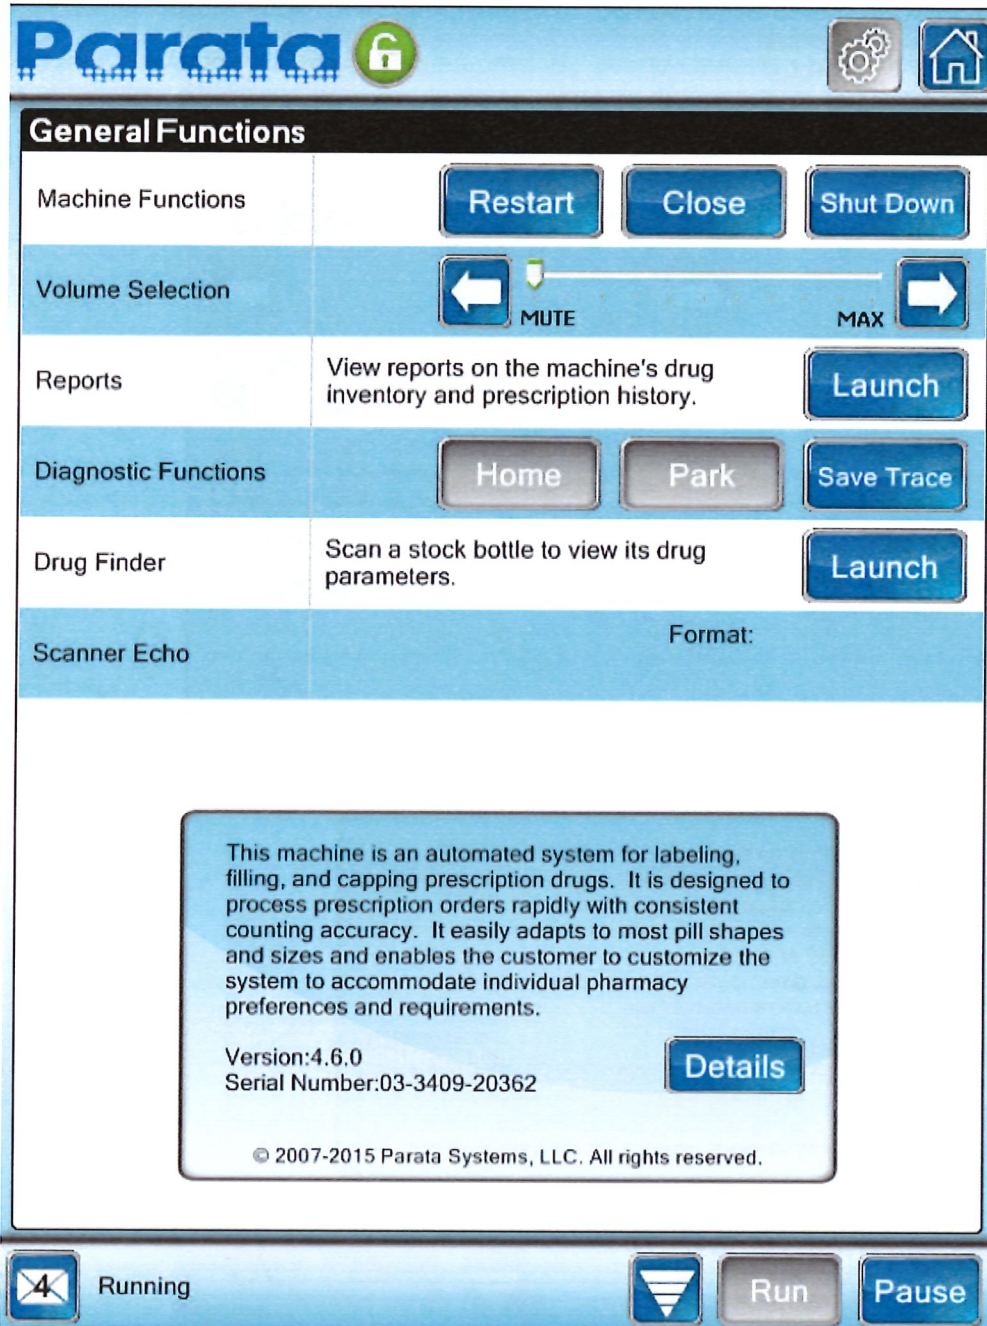 Parata
General Functions
Machine Functions
Restart
Close
Shut Down
Volume Selection
MUTE
MAX
Reports
View reports on the machine's drug
inventory and prescription history.
Launch
Diagnostic Functions
Home
Park
Save Trace
Drug Finder
Scan a stock bottle to view its drug
parameters.
Launch
Scanner Echo
Format:
This machine is an automated system for labeling,
filling, and capping prescription drugs.  It is designed to
process prescription orders rapidly with consistent
counting accuracy.  It easily adapts to most pill shapes
and sizes and enables the customer to customize the
system to accommodate individual pharmacy
preferences and requirements.
Version:4.6.0
Serial Number:03-3409-20362
Details
© 2007-2015 Parata Systems, LLC. All rights reserved.
4
Running
Run
Pause